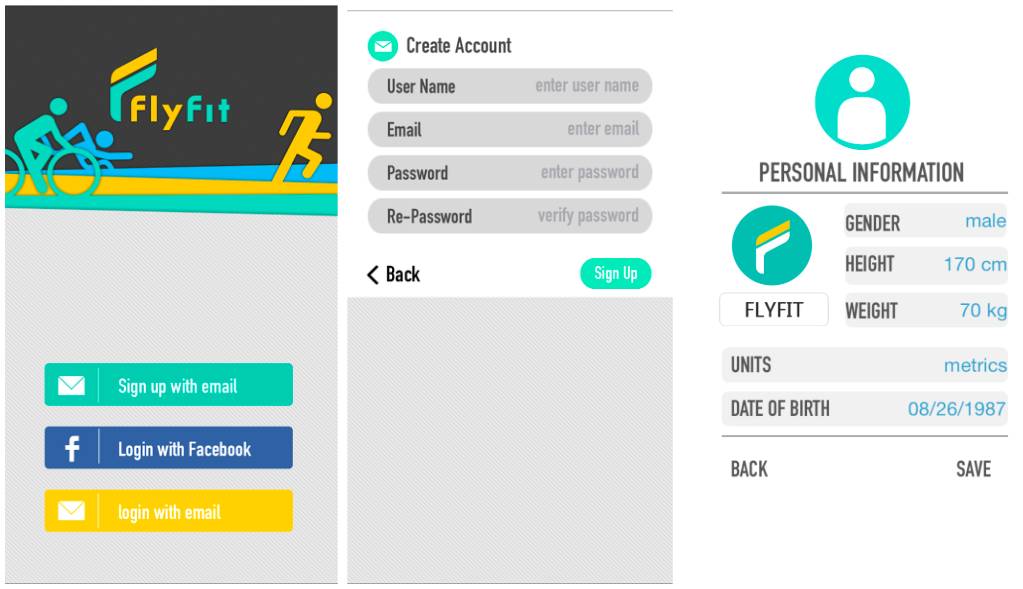 flyfit
Sign up with email
Login with Facebook
login with email
Create Account
User Name enter user name
Email enter email
Password enter password
Re-Password verify password
Back Sign Up
PERSONAL INFORMATION
GENDER male
HEIGHT 170 cm
FLYFIT WEIGHT 70 kg
UNITS metrics
DATE OF BIRTH 08/26/1987
BACK SAVE